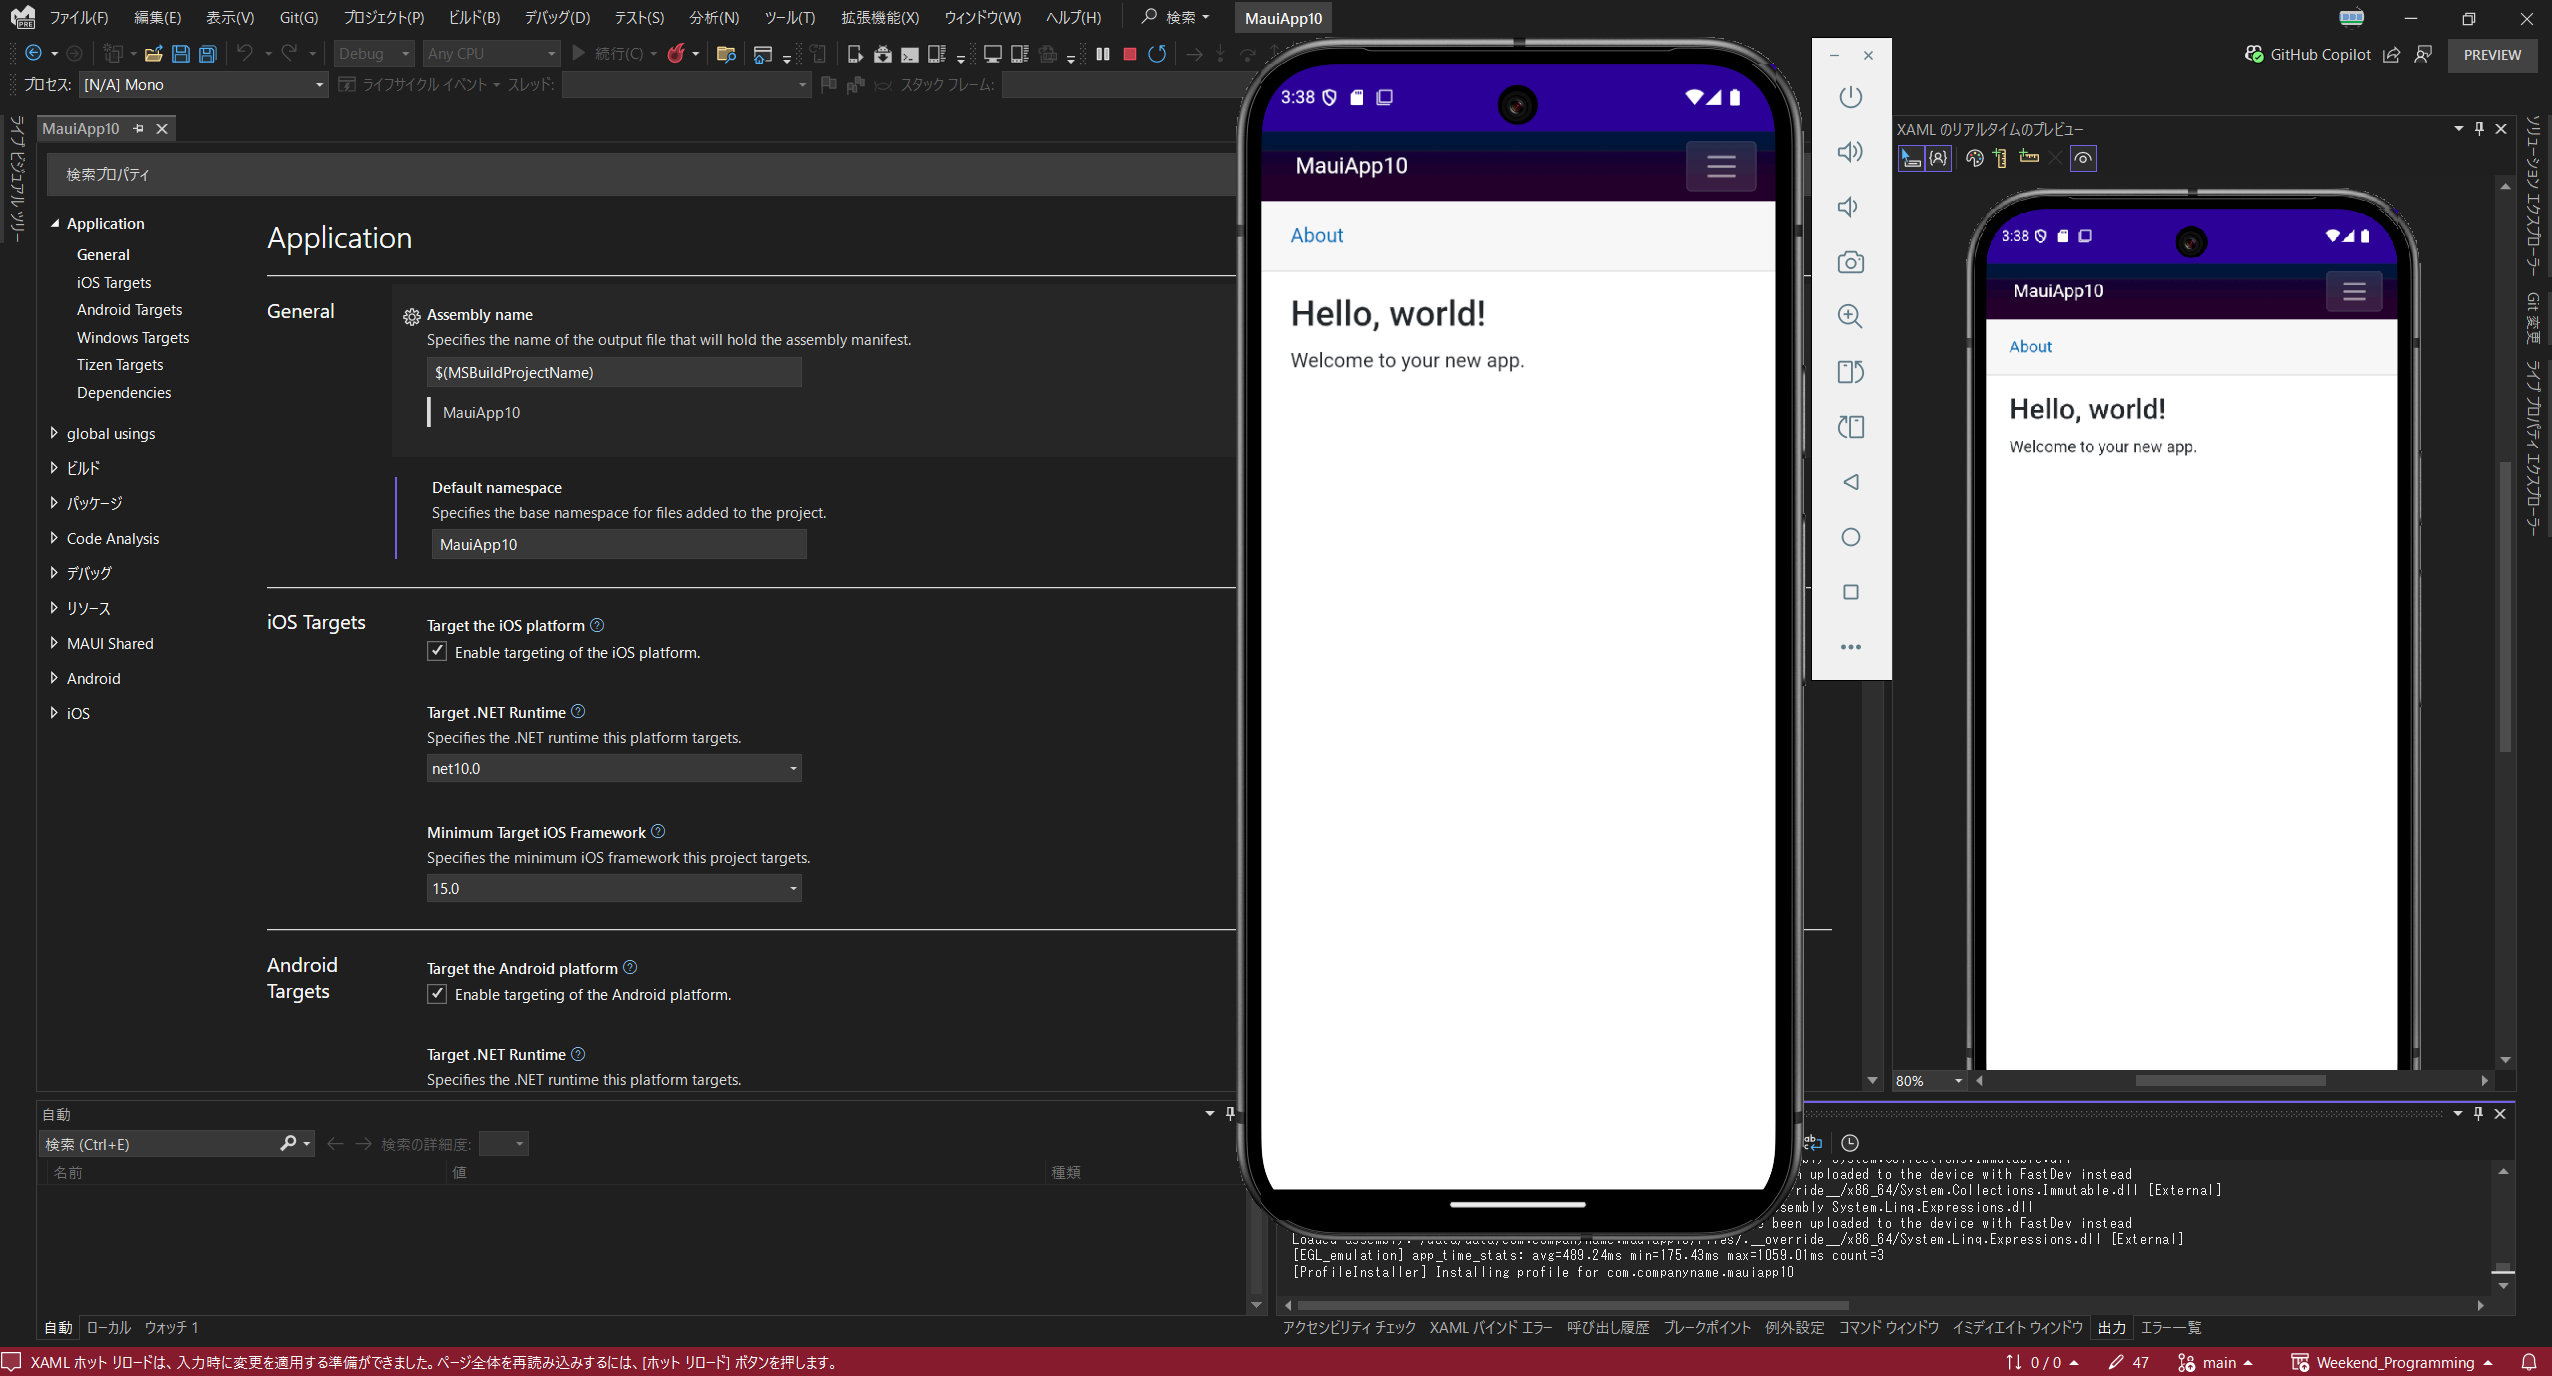 ファイル(F) 編集(E) 表示(V) Git(G) プロジェクト(P) ビルド(B) デバッグ(D) テスト(S) 分析(N) ツール(T) 拡張機能(X) ウィンドウ(W) ヘルプ(H) 検索 MauiApp10
Debug Any CPU 続行(C) GitHub Copilot PREVIEW
プロセス: [N/A] Mono ライフサイクル イベント スレッド: スタック フレーム:
ライブ ビジュアル ツリー
MauiApp10
検索プロパティ
Application
General
iOS Targets
Android Targets
Windows Targets
Tizen Targets
Dependencies
global usings
ビルド
パッケージ
Code Analysis
デバッグ
リソース
MAUI Shared
Android
iOS
Application
General
Assembly name
Specifies the name of the output file that will hold the assembly manifest.
$(MSBuildProjectName)
MauiApp10
Default namespace
Specifies the base namespace for files added to the project.
MauiApp10
iOS Targets
Target the iOS platform
Enable targeting of the iOS platform.
Target .NET Runtime
Specifies the .NET runtime this platform targets.
net10.0
Minimum Target iOS Framework
Specifies the minimum iOS framework this project targets.
15.0
Android
Targets
Target the Android platform
Enable targeting of the Android platform.
Target .NET Runtime
Specifies the .NET runtime this platform targets.
3:38
MauiApp10
About
Hello, world!
Welcome to your new app.
XAML のリアルタイムのプレビュー
3:38
MauiApp10
About
Hello, world!
Welcome to your new app.
80%
ソリューション エクスプローラー
Git 変更
ライブ プロパティ エクスプローラー
自動
検索 (Ctrl+E) 検索の詳細度:
名前 値 種類
自動 ローカル ウォッチ 1
System.Collections.Immutable.dll
uploaded to the device with FastDev instead
ride__/x86_64/System.Collections.Immutable.dll [External]
sembly System.Linq.Expressions.dll
been uploaded to the device with FastDev instead
Loaded assembly: /data/data/com.companyname.mauiapp10/files/.__override__/x86_64/System.Linq.Expressions.dll [External]
[EGL_emulation] app_time_stats: avg=489.24ms min=175.43ms max=1059.01ms count=3
[ProfileInstaller] Installing profile for com.companyname.mauiapp10
アクセシビリティ チェック XAML バインド エラー 呼び出し履歴 ブレークポイント 例外設定 コマンド ウィンドウ イミディエイト ウィンドウ 出力 エラー一覧
XAML ホット リロードは、入力時に変更を適用する準備ができました。ページ全体を再読み込みするには、[ホット リロード] ボタンを押します。 0 / 0 47 main Weekend_Programming